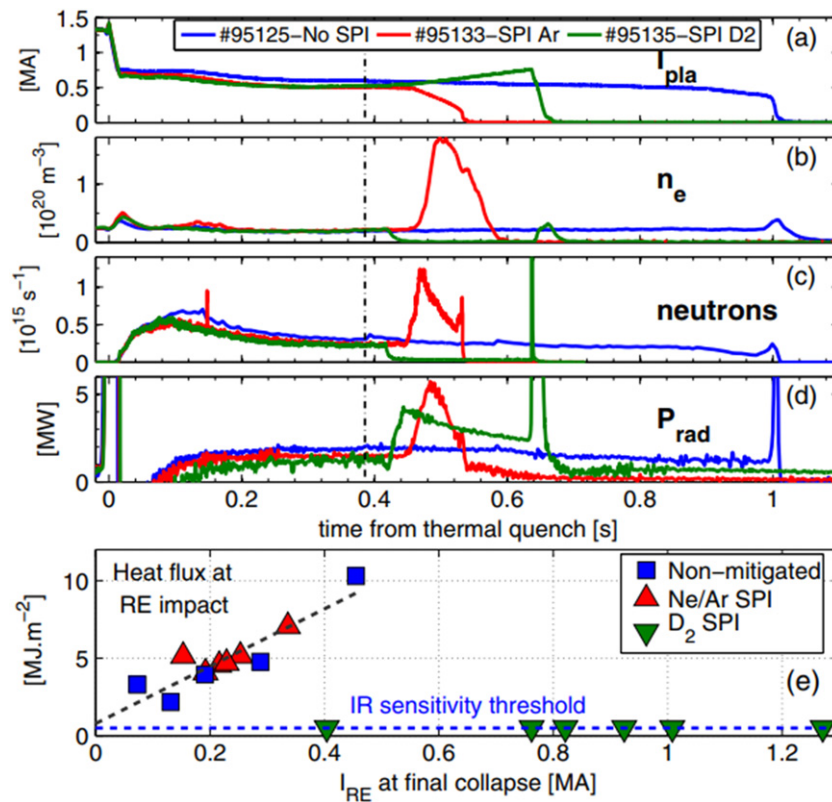 #95125-No SPI #95133-SPI Ar #95135-SPI D2
1.5
1
0.5
0
[MA]
(a)
I_pla
1
0
[10^20 m^-3]
(b)
n_e
1
0.5
0
[10^15 s^-1]
(c)
neutrons
5
0
[MW]
(d)
P_rad
0 0.2 0.4 0.6 0.8 1
time from thermal quench [s]
10
5
0
[MJ.m^-2]
Heat flux at
RE impact
Non-mitigated
Ne/Ar SPI
D_2 SPI
(e)
IR sensitivity threshold
0 0.2 0.4 0.6 0.8 1 1.2
I_RE at final collapse [MA]